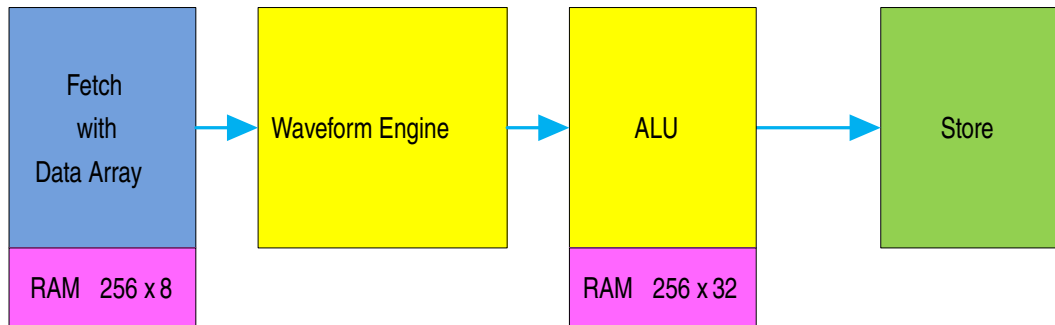 Fetch
with
Data Array
Waveform Engine
ALU
Store
RAM 256 x 8
RAM 256 x 32